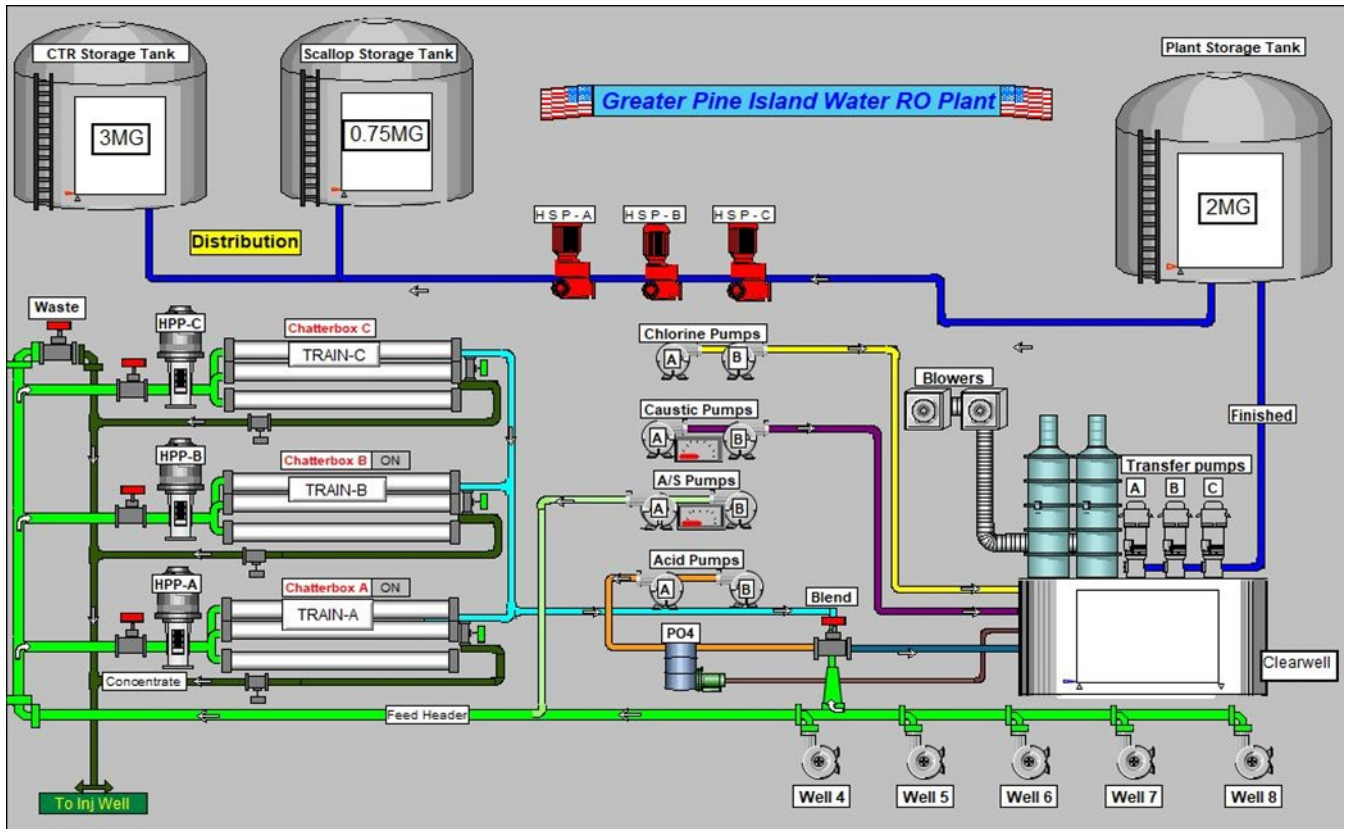 CTR Storage Tank
Scallop Storage Tank
Plant Storage Tank
Greater Pine Island Water RO Plant
3MG
0.75MG
2MG
HSP-A
HSP-B
HSP-C
Distribution
Waste
HPP-C
Chatterbox C
TRAIN-C
Chlorine Pumps
A
B
Blowers
Finished
Caustic Pumps
A
B
HPP-B
Chatterbox B ON
TRAIN-B
A/S Pumps
A
B
Transfer pumps
A
B
C
Acid Pumps
A
B
HPP-A
Chatterbox A ON
TRAIN-A
Blend
PO4
Clearwell
Concentrate
Feed Header
Well 4
Well 5
Well 6
Well 7
Well 8
To Inj Well